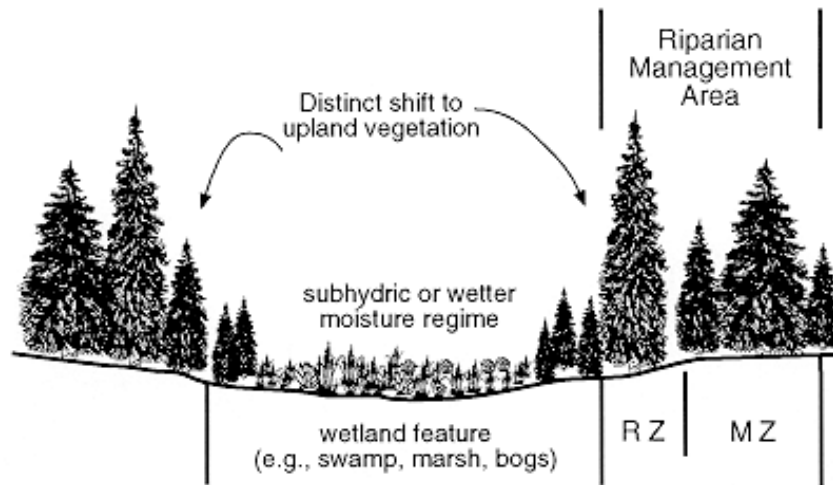 Riparian
Management
Area
Distinct shift to
upland vegetation
subhydric or wetter
moisture regime
wetland feature
(e.g., swamp, marsh, bogs)
R Z
M Z